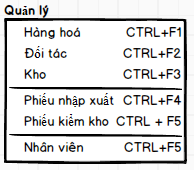 Quản lý
Hàng hoá CTRL+F1
Đối tác CTRL+F2
Kho CTRL+F3
Phiếu nhập xuất CTRL+F4
Phiếu kiểm kho CTRL + F5
Nhân viên CTRL+F5